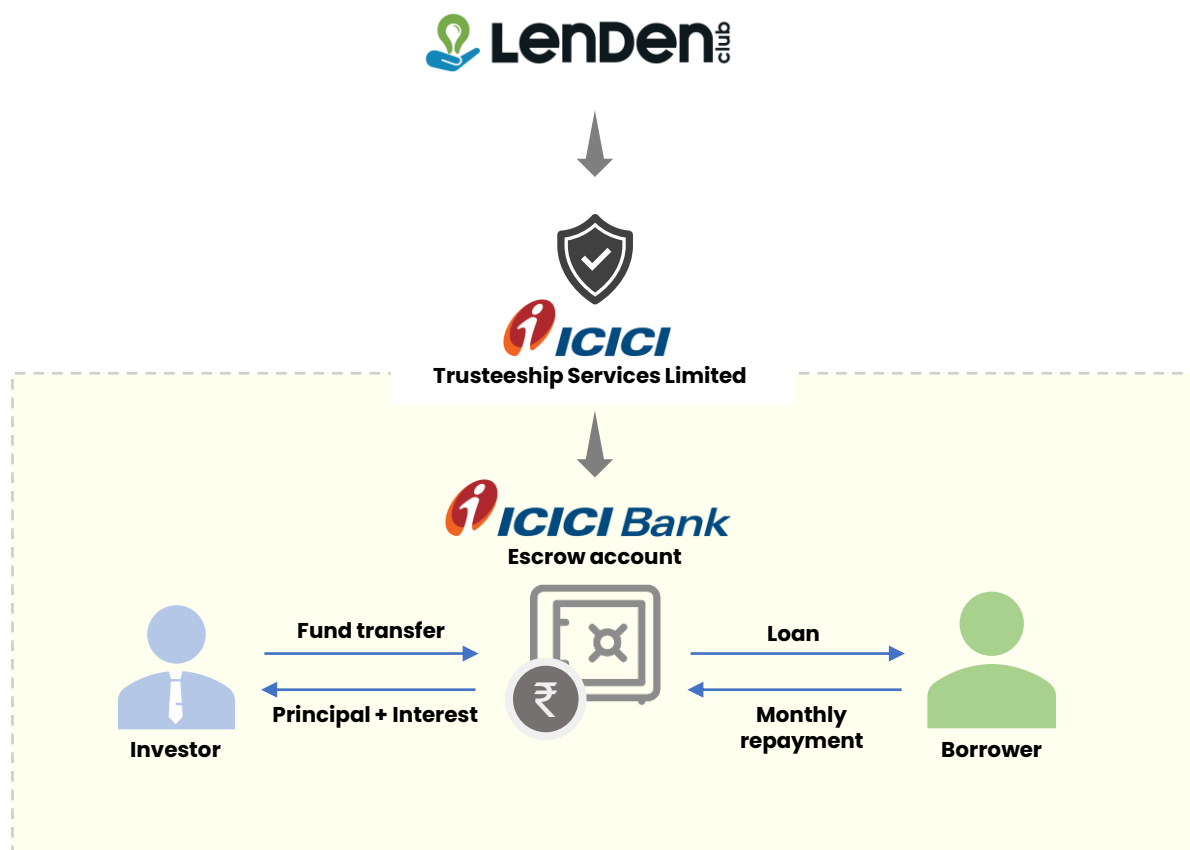 LenDen club
ICICI
Trusteeship Services Limited
ICICI Bank
Escrow account
Fund transfer
Loan
₹
Principal + Interest
Monthly
repayment
Investor
Borrower